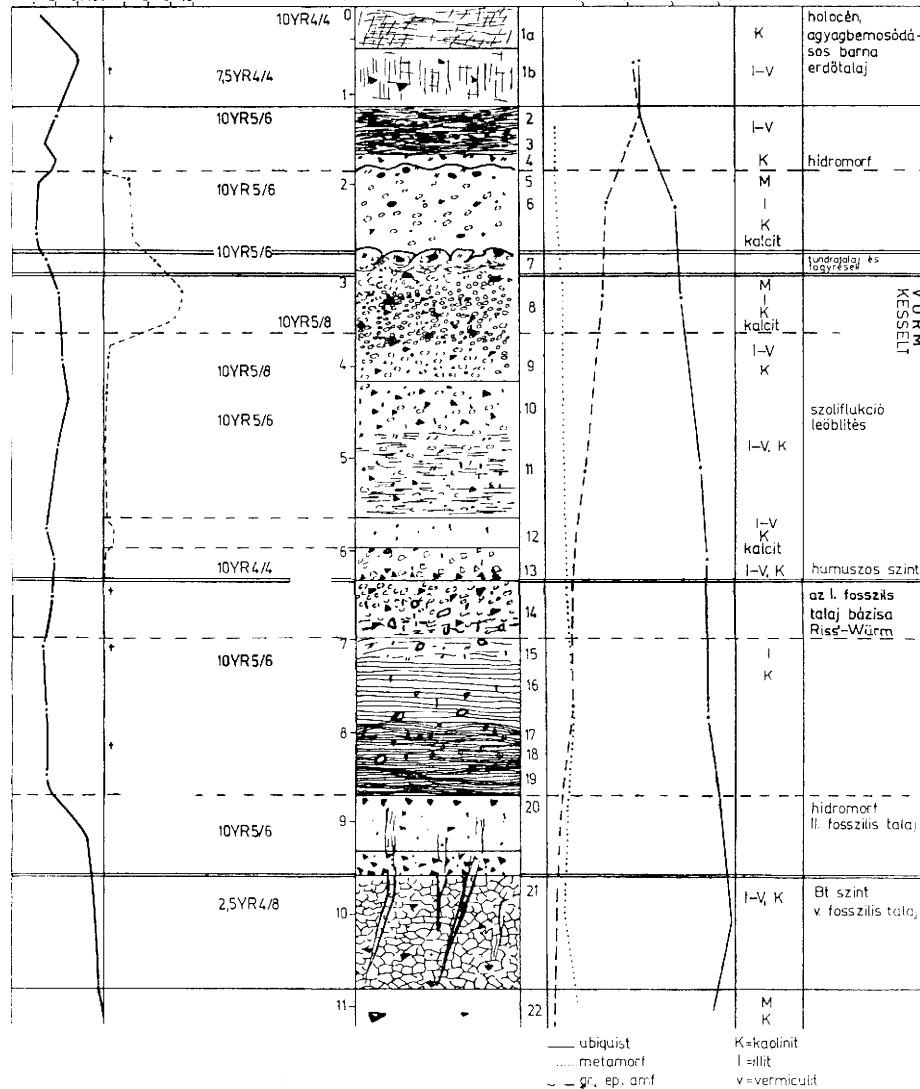 0
10YR4/4
1a
K
holocén,
agyagbemosódá-
sos barna
erdőtalaj
7,5YR4/4
1b
I-V
1
10YR5/6
2
I-V
3
4
K
hidromorf
2
10YR5/6
5
M
6
I
K
kalcit
10YR5/6
7
tundratalaj és
fagyrések
3
8
M
I
K
kalcit
WÜRM
KESSELT
10YR5/8
9
I-V
K
4
10YR5/8
10YR5/6
10
szoliflukció
leöblítés
5
11
I-V, K
12
I-V
K
kalcit
6
10YR4/4
13
I-V, K
humuszos szint
14
az I. fosszilis
talaj bázisa
Riss-Würm
7
10YR5/6
15
I
16
K
8
17
18
19
20
hidromorf
II. fosszilis talaj
9
10YR5/6
21
I-V, K
Bt szint
v. fosszilis talaj
10
2,5YR4/8
11
22
M
K
ubiquist
metamorf
gr. ep. amf
K=kaolinit
I=illit
v=vermiculit